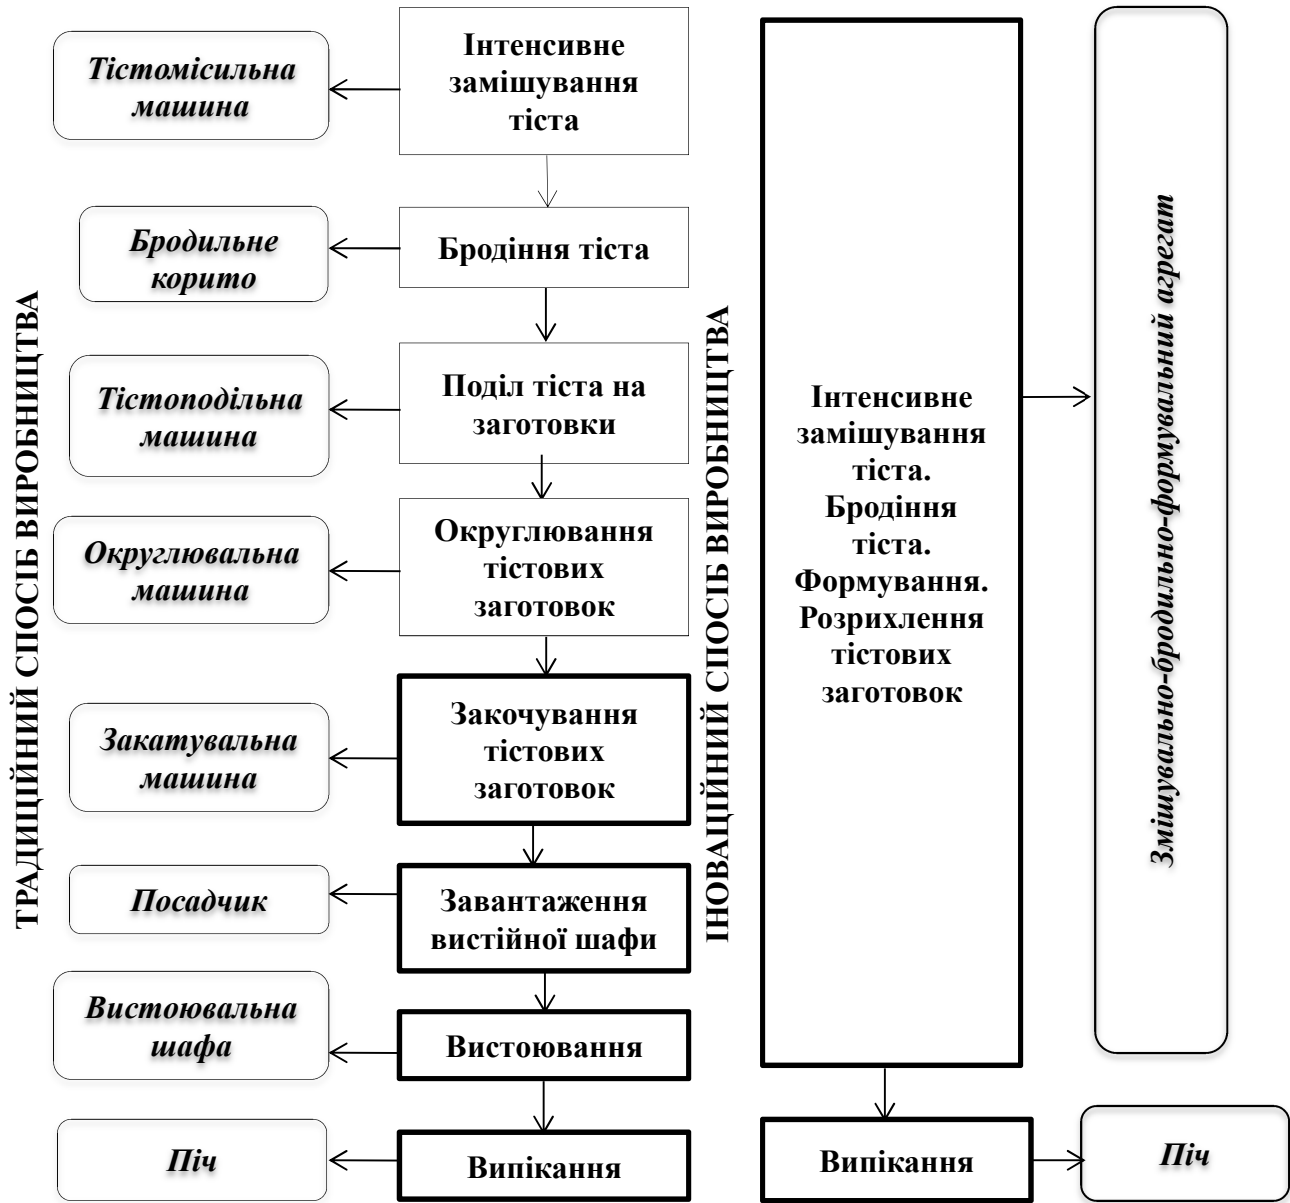 ТРАДИЦІЙНИЙ СПОСІБ ВИРОБНИЦТВА
Тістомісильна
машина
Інтенсивне
замішування
тіста
Бродильне
корито
Бродіння тіста
Тістоподільна
машина
Поділ тіста на
заготовки
Округлювальна
машина
Округлювання
тістових
заготовок
Закатувальна
машина
Закочування
тістових
заготовок
Посадчик
Завантаження
вистійної шафи
Вистоювальна
шафа
Вистоювання
Піч
Випікання
ІНОВАЦІЙНИЙ СПОСІБ ВИРОБНИЦТВА
Інтенсивне
замішування
тіста.
Бродіння
тіста.
Формування.
Розрихлення
тістових
заготовок
Змішувально-бродильно-формувальний агрегат
Випікання
Піч